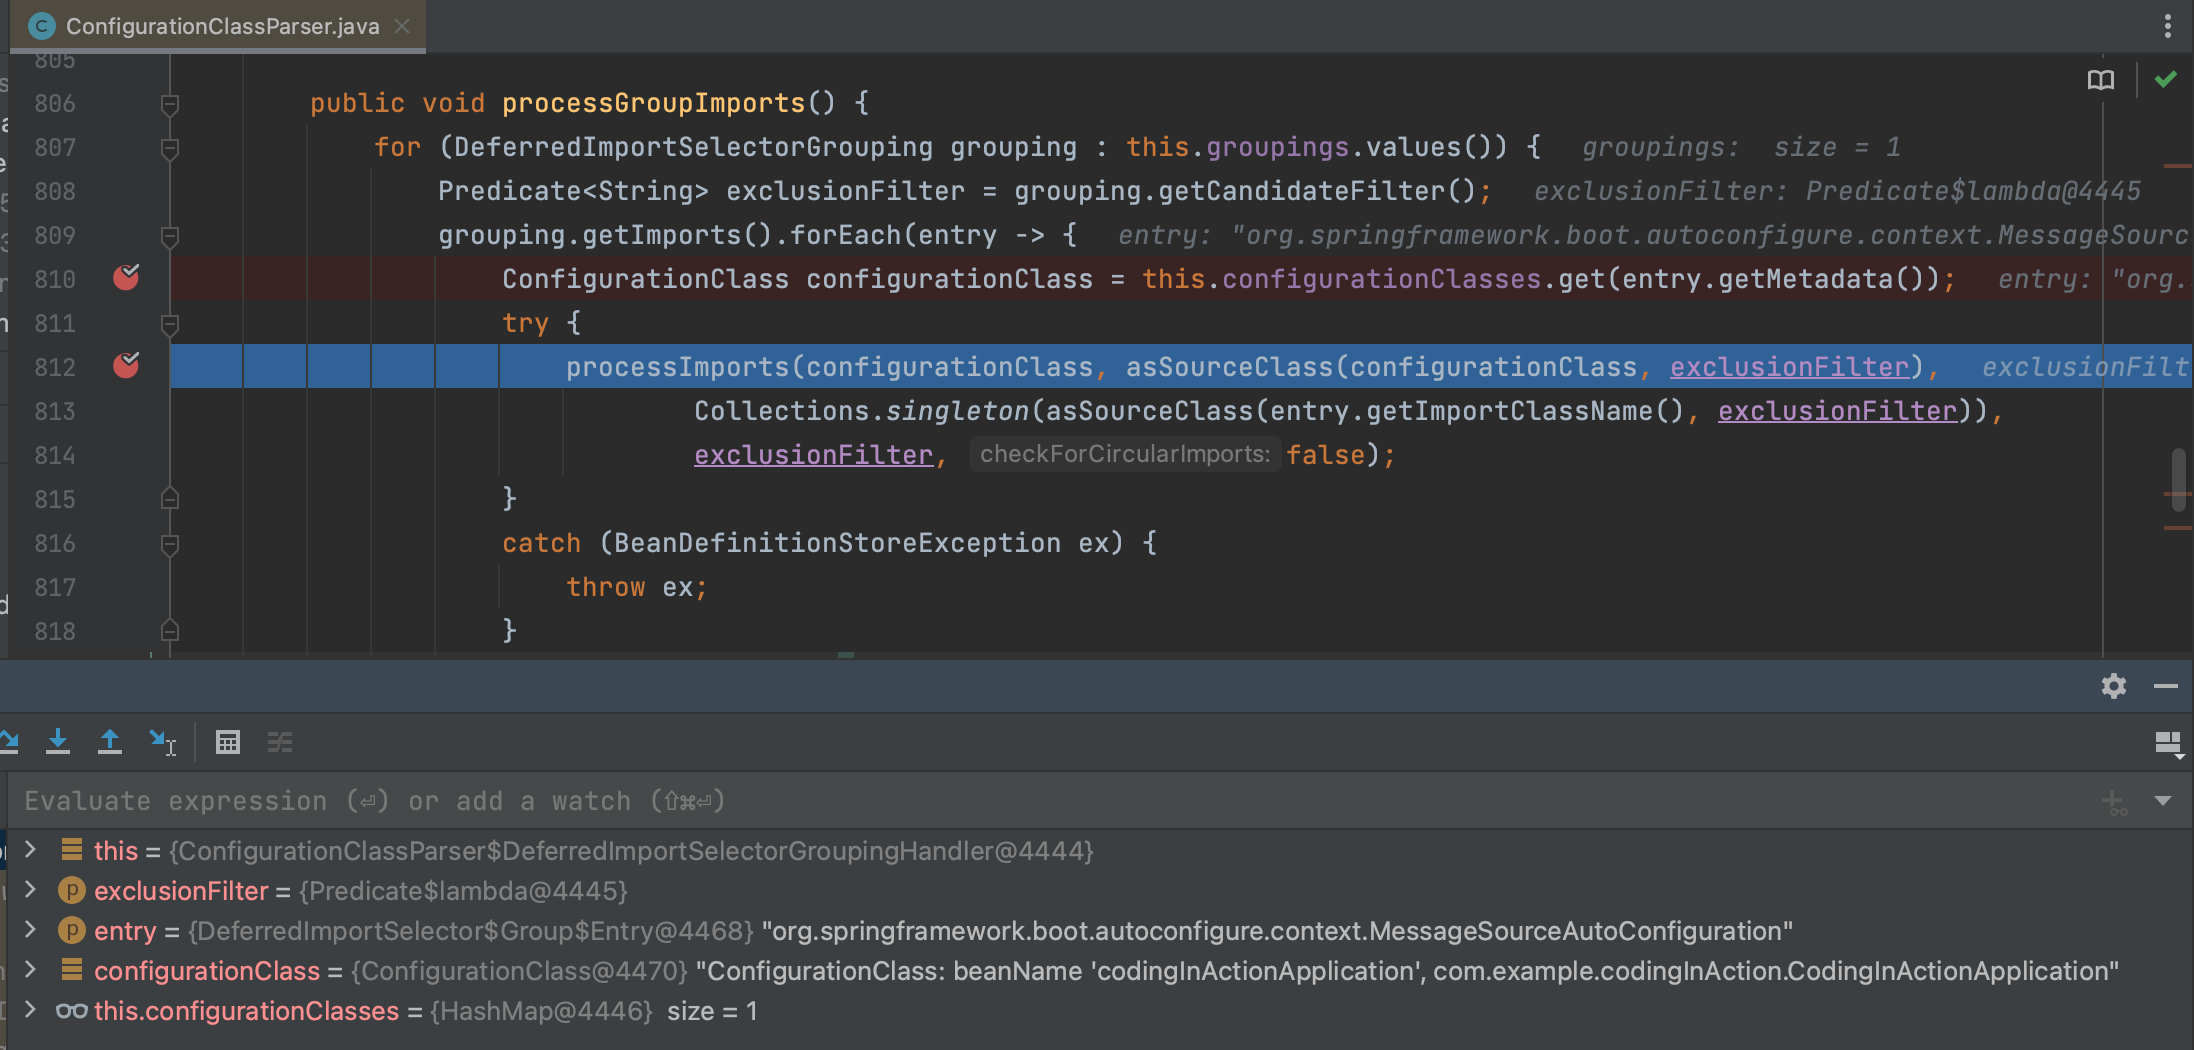 ConfigurationClassParser.java
805
806 public void processGroupImports() {
807 for (DeferredImportSelectorGrouping grouping : this.groupings.values()) { groupings: size = 1
808 Predicate<String> exclusionFilter = grouping.getCandidateFilter(); exclusionFilter: Predicate$lambda@4445
809 grouping.getImports().forEach(entry -> { entry: "org.springframework.boot.autoconfigure.context.MessageSourc
810 ConfigurationClass configurationClass = this.configurationClasses.get(entry.getMetadata()); entry: "org.
811 try {
812 processImports(configurationClass, asSourceClass(configurationClass, exclusionFilter), exclusionFilt
813 Collections.singleton(asSourceClass(entry.getImportClassName(), exclusionFilter)),
814 exclusionFilter, checkForCircularImports: false);
815 }
816 catch (BeanDefinitionStoreException ex) {
817 throw ex;
818 }
Evaluate expression (⏎) or add a watch (⇧⌘⏎)
this = {ConfigurationClassParser$DeferredImportSelectorGroupingHandler@4444}
exclusionFilter = {Predicate$lambda@4445}
entry = {DeferredImportSelector$Group$Entry@4468} "org.springframework.boot.autoconfigure.context.MessageSourceAutoConfiguration"
configurationClass = {ConfigurationClass@4470} "ConfigurationClass: beanName 'codingInActionApplication', com.example.codingInAction.CodingInActionApplication"
this.configurationClasses = {HashMap@4446} size = 1